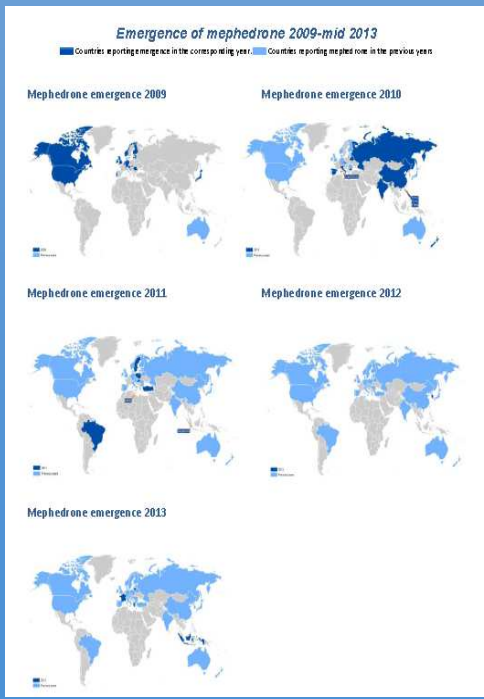 Emergence of mephedrone 2009-mid 2013
Countries reporting emergence in the corresponding year. Countries reporting mephedrone in the previous years
Mephedrone emergence 2009
Mephedrone emergence 2010
Mephedrone emergence 2011
Mephedrone emergence 2012
Mephedrone emergence 2013